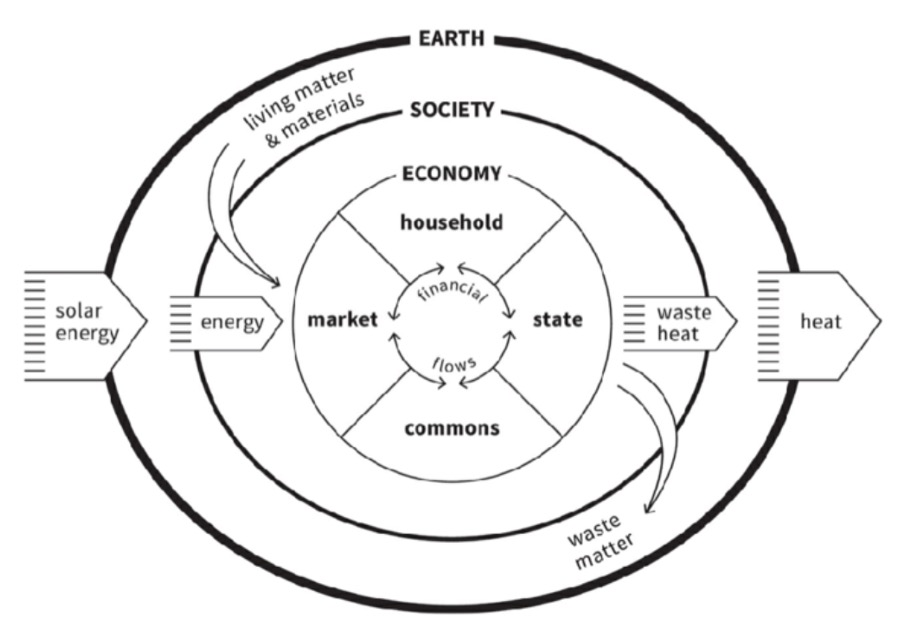 EARTH
living matter
& materials
SOCIETY
ECONOMY
household
financial
solar
energy
energy
market
state
waste
heat
heat
flows
commons
waste
matter